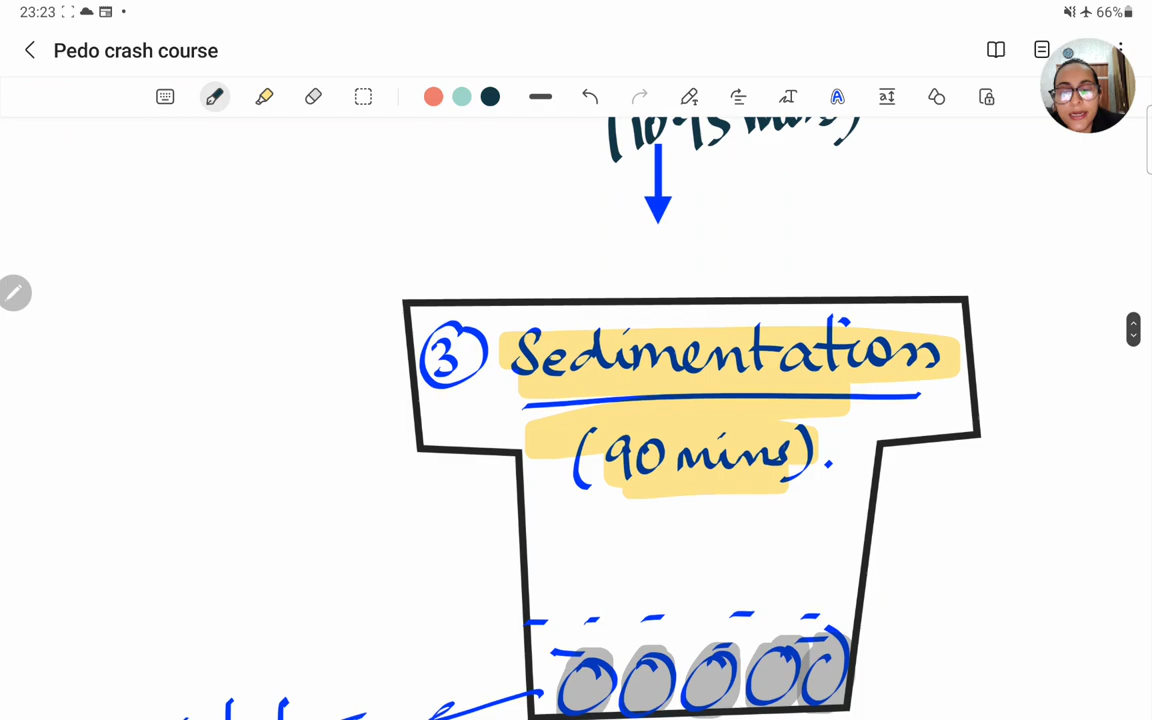 23:23 66%
Pedo crash course
3 Sedimentation
(90 mins).